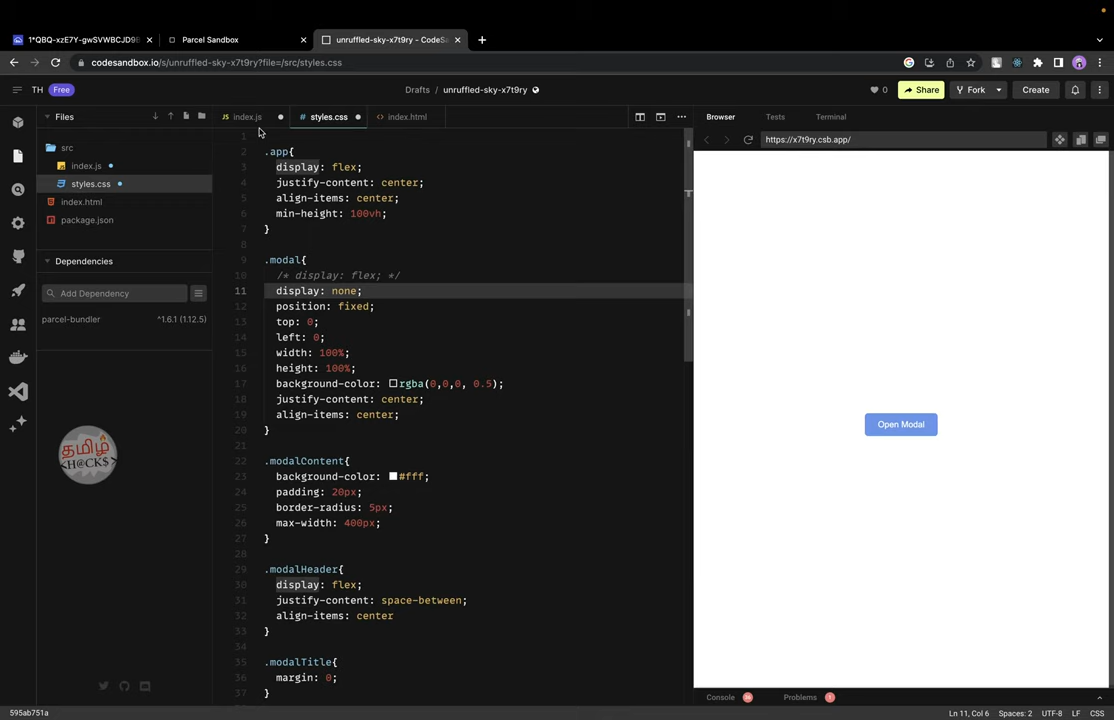 1*QBQ-xzE7Y-gwSVWBCJD9E
Parcel Sandbox
unruffled-sky-x7t9ry - CodeSa
codesandbox.io/s/unruffled-sky-x7t9ry?file=/src/styles.css
TH Free
Drafts / unruffled-sky-x7t9ry
0
Share
Fork
Create
Files
src
index.js
styles.css
index.html
package.json
Dependencies
Add Dependency
parcel-bundler ^1.6.1 (1.12.5)
தமிழ்
<H@CK$>
JS index.js
# styles.css
<> index.html
1
2 .app{
3 display: flex;
4 justify-content: center;
5 align-items: center;
6 min-height: 100vh;
7 }
8
9 .modal{
10 /* display: flex; */
11 display: none;
12 position: fixed;
13 top: 0;
14 left: 0;
15 width: 100%;
16 height: 100%;
17 background-color: rgba(0,0,0, 0.5);
18 justify-content: center;
19 align-items: center;
20 }
21
22 .modalContent{
23 background-color: #fff;
24 padding: 20px;
25 border-radius: 5px;
26 max-width: 400px;
27 }
28
29 .modalHeader{
30 display: flex;
31 justify-content: space-between;
32 align-items: center
33 }
34
35 .modalTitle{
36 margin: 0;
37 }
Browser Tests Terminal
https://x7t9ry.csb.app/
Open Modal
Console
Problems 1
595ab751a
Ln 11, Col 6 Spaces: 2 UTF-8 LF CSS